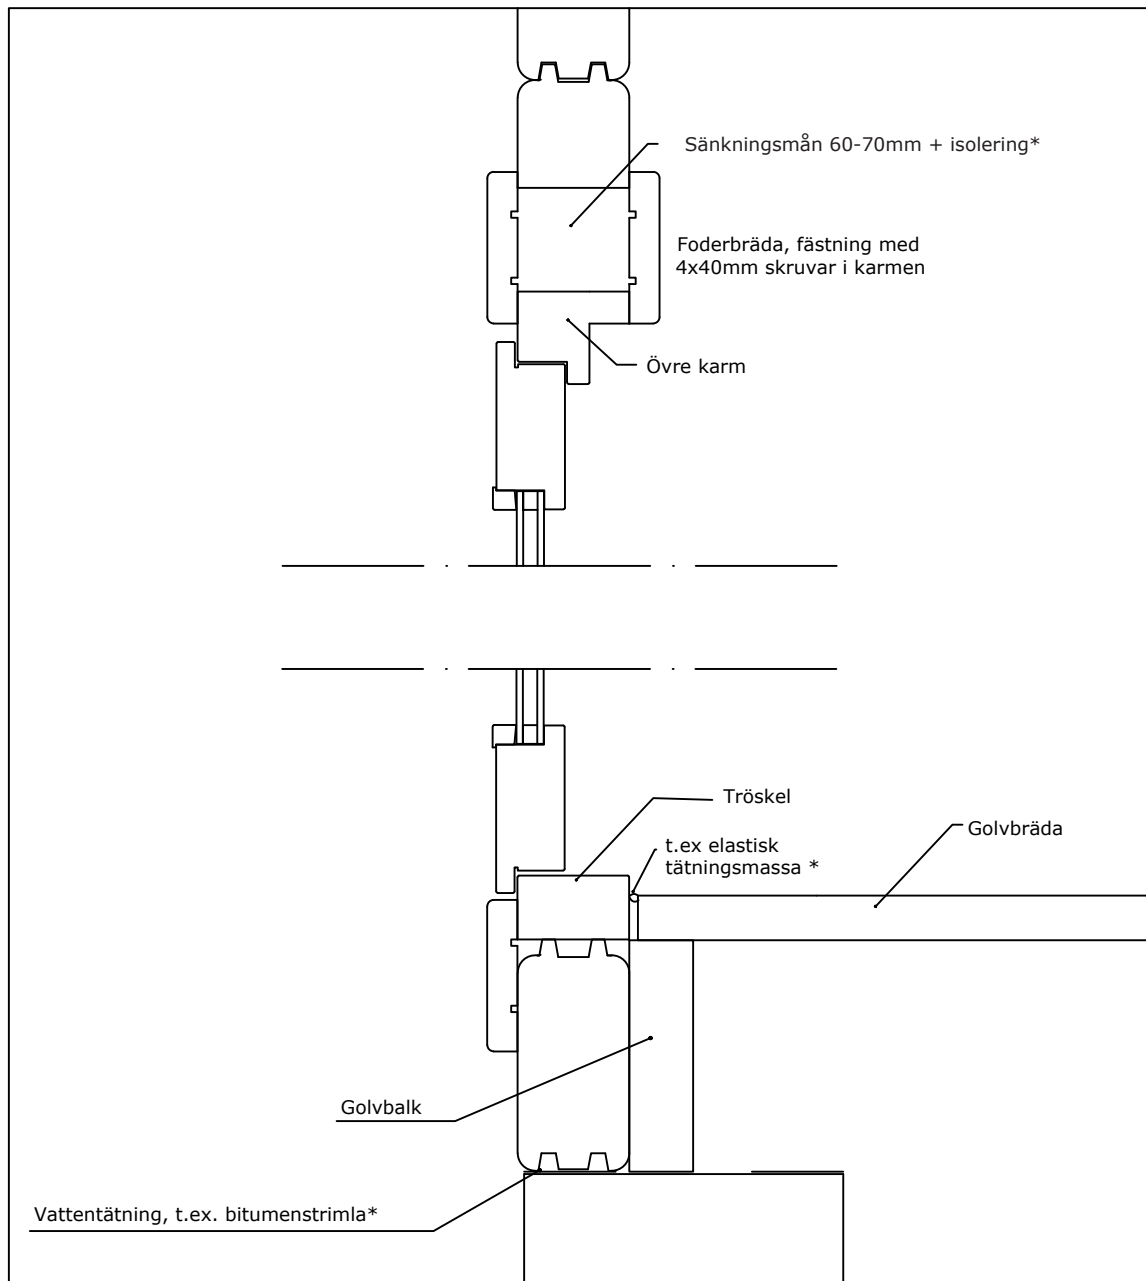 Sänkningsmån 60-70mm + isolering*
Foderbräda, fästning med
4x40mm skruvar i karmen
Övre karm
Tröskel
t.ex elastisk
tätningsmassa *
Golvbräda
Golvbalk
Vattentätning, t.ex. bitumenstrimla*